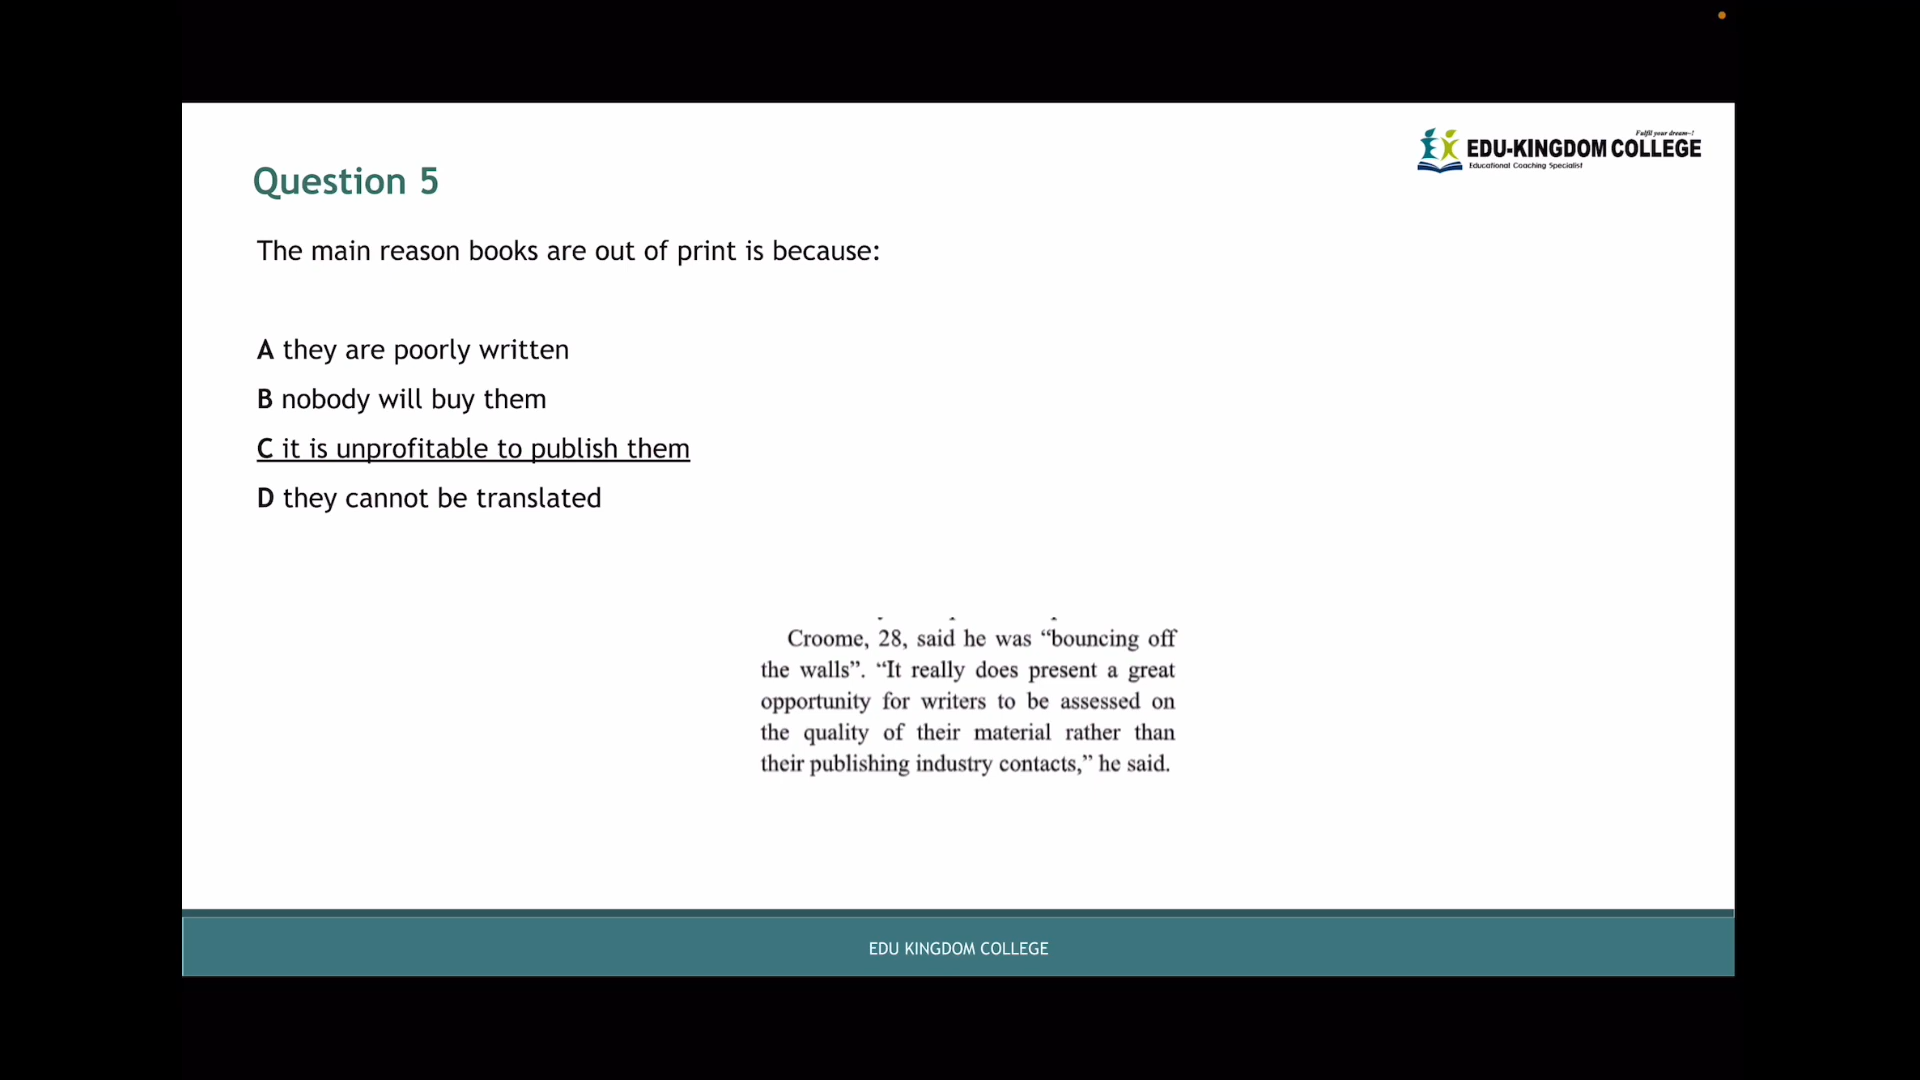 Fulfil your dream~!
EDU-KINGDOM COLLEGE
Educational Coaching Specialist
Question 5
The main reason books are out of print is because:
A they are poorly written
B nobody will buy them
C it is unprofitable to publish them
D they cannot be translated
Croome, 28, said he was “bouncing off
the walls”. “It really does present a great
opportunity for writers to be assessed on
the quality of their material rather than
their publishing industry contacts,” he said.
EDU KINGDOM COLLEGE